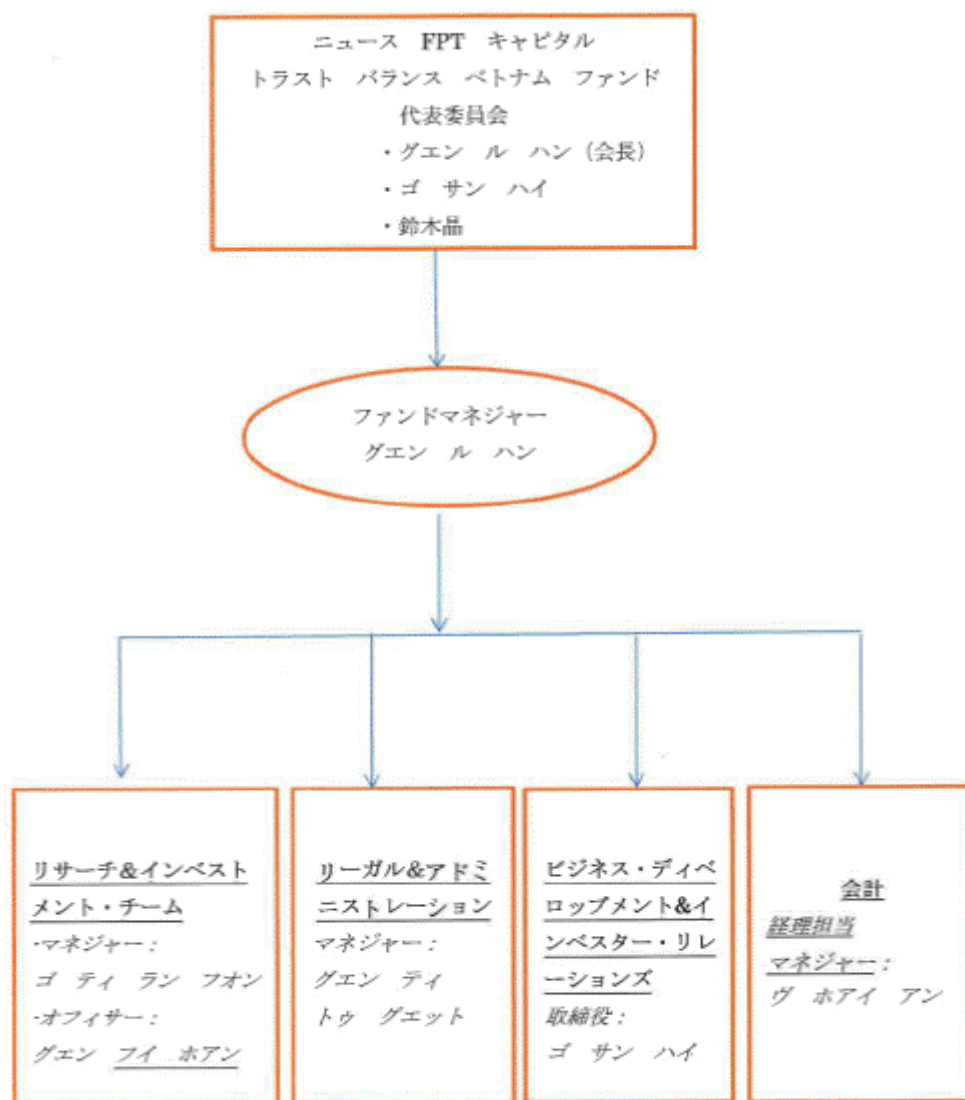 ニュース FPT キャピタル
トラスト バランス ベトナム ファンド
代表委員会
・グエン ル ハン（会長）
・ゴ サン ハイ
・鈴木晶
ファンドマネジャー
グエン ル ハン
リサーチ&インベスト
メント・チーム
・マネジャー：
ゴ ティ ラン フオン
・オフィサー：
グエン フイ ホアン
リーガル&アドミ
ニストレーション
マネジャー：
グエン ティ
トゥ グエット
ビジネス・ディベ
ロップメント&イ
ンベスター・リレ
ーションズ
取締役：
ゴ サン ハイ
会計
経理担当
マネジャー：
ヴ ホアイ アン